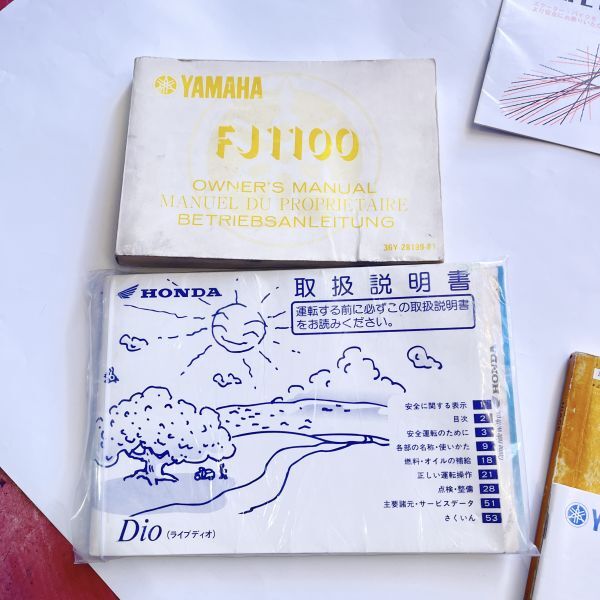 YAMAHA
FJ1100
OWNER'S MANUAL
MANUEL DU PROPRIETAIRE
BETRIEBSANLEITUNG
36Y-28199-81
HONDA
取扱説明書
運転する前に必ずこの取扱説明書
をお読みください。
安全に関する表示 1
目次 2
安全運転のために 3
各部の名称・使いかた 9
燃料・オイルの補給 18
正しい運転操作 21
点検・整備 28
主要諸元・サービスデータ 51
さくいん 53
Dio (ライブディオ)
HONDA
YAMA